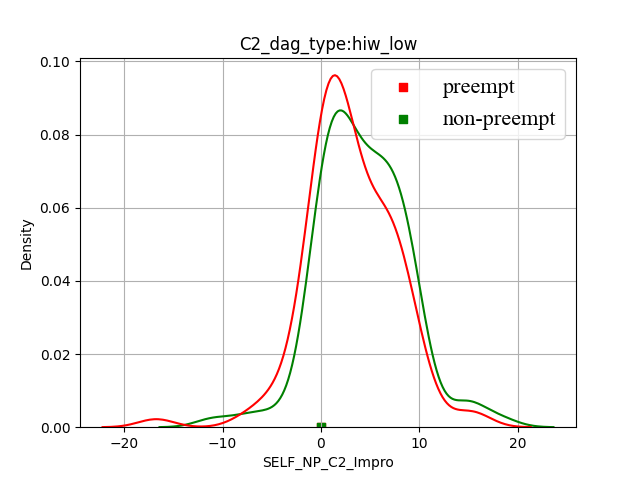 C2_dag_type:hiw_low
0.10
0.08
0.06
0.04
0.02
0.00
Density
preempt
non-preempt
−20
−10
0
10
20
SELF_NP_C2_Impro